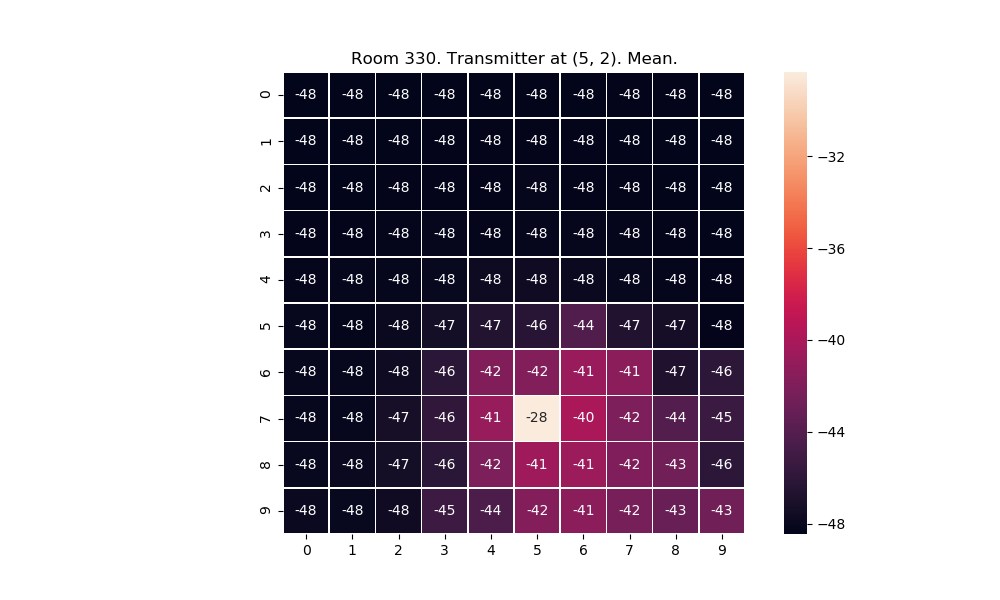 Room 330. Transmitter at (5, 2). Mean.
0 -48 -48 -48 -48 -48 -48 -48 -48 -48 -48
1 -48 -48 -48 -48 -48 -48 -48 -48 -48 -48
2 -48 -48 -48 -48 -48 -48 -48 -48 -48 -48
3 -48 -48 -48 -48 -48 -48 -48 -48 -48 -48
4 -48 -48 -48 -48 -48 -48 -48 -48 -48 -48
5 -48 -48 -48 -47 -47 -46 -44 -47 -47 -48
6 -48 -48 -48 -46 -42 -42 -41 -41 -47 -46
7 -48 -48 -47 -46 -41 -28 -40 -42 -44 -45
8 -48 -48 -47 -46 -42 -41 -41 -42 -43 -46
9 -48 -48 -48 -45 -44 -42 -41 -42 -43 -43
0 1 2 3 4 5 6 7 8 9
−32
−36
−40
−44
−48